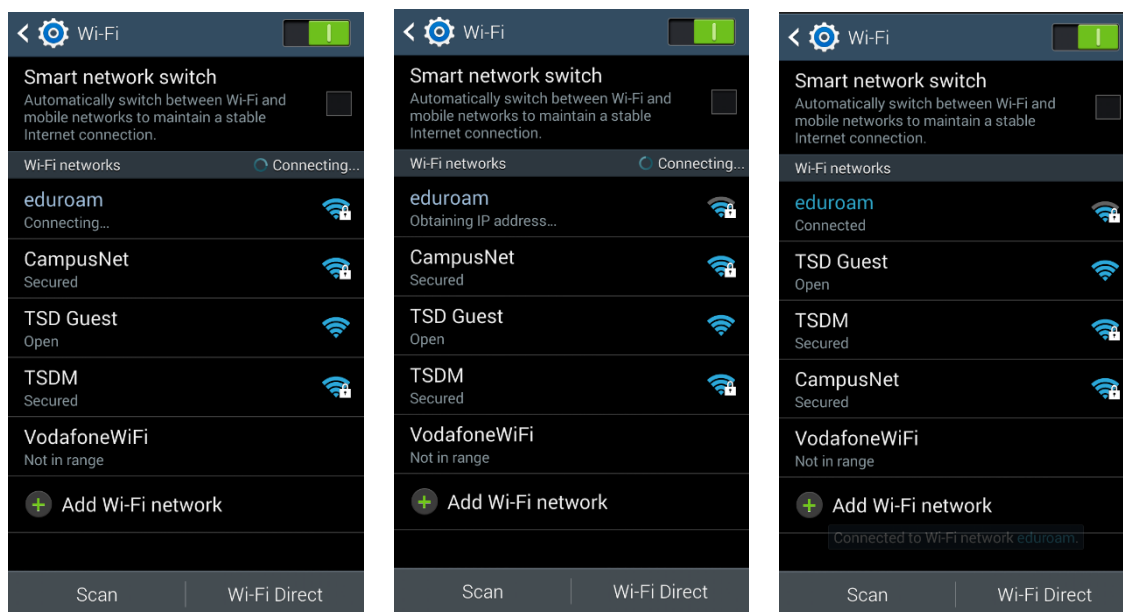 Wi-Fi
Smart network switch
Automatically switch between Wi-Fi and
mobile networks to maintain a stable
Internet connection.
Wi-Fi networks Connecting...
eduroam
Connecting...
CampusNet
Secured
TSD Guest
Open
TSDM
Secured
VodafoneWiFi
Not in range
Add Wi-Fi network
Scan Wi-Fi Direct
Wi-Fi
Smart network switch
Automatically switch between Wi-Fi and
mobile networks to maintain a stable
Internet connection.
Wi-Fi networks Connecting...
eduroam
Obtaining IP address...
CampusNet
Secured
TSD Guest
Open
TSDM
Secured
VodafoneWiFi
Not in range
Add Wi-Fi network
Scan Wi-Fi Direct
Wi-Fi
Smart network switch
Automatically switch between Wi-Fi and
mobile networks to maintain a stable
Internet connection.
Wi-Fi networks
eduroam
Connected
TSD Guest
Open
TSDM
Secured
CampusNet
Secured
VodafoneWiFi
Not in range
Add Wi-Fi network
Connected to Wi-Fi network eduroam.
Scan Wi-Fi Direct